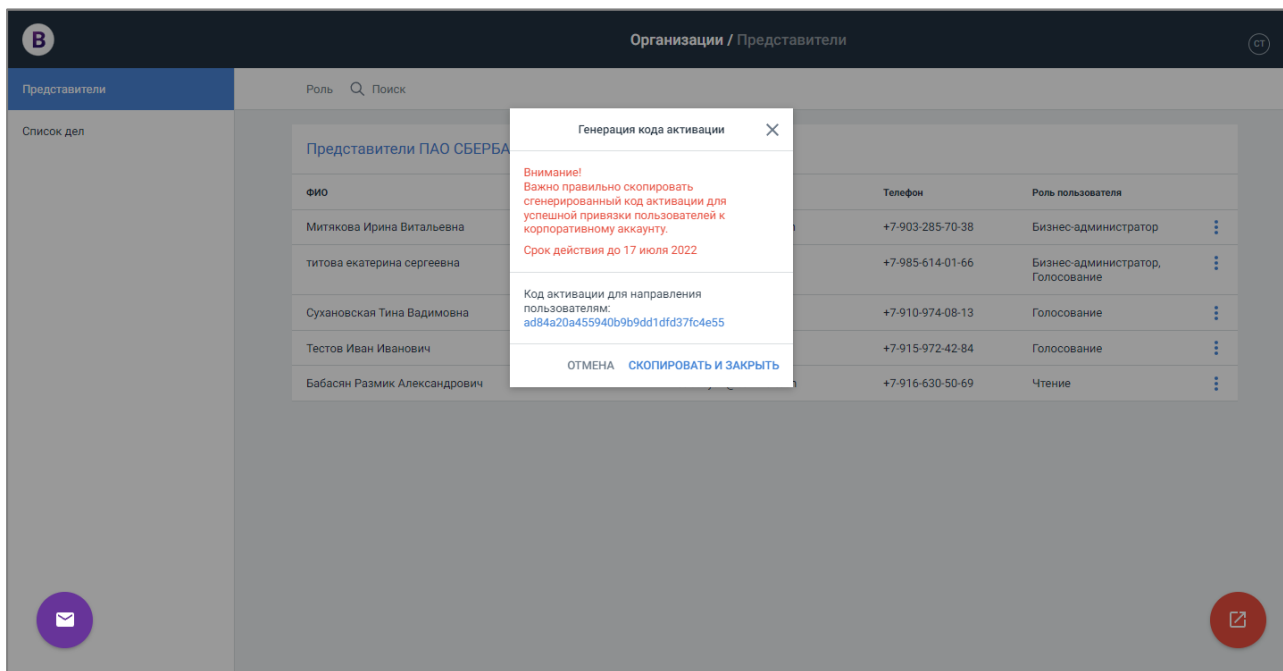 B
Организации / Представители
СТ
Представители
Роль
Поиск
Список дел
Генерация кода активации
Представители ПАО СБЕРБА
Внимание!
Важно правильно скопировать
сгенерированный код активации для
успешной привязки пользователей к
корпоративному аккаунту.
Срок действия до 17 июля 2022
Код активации для направления
пользователям:
ad84a20a455940b9b9dd1dfd37fc4e55
ОТМЕНА СКОПИРОВАТЬ И ЗАКРЫТЬ
ФИО Телефон Роль пользователя
Митякова Ирина Витальевна +7-903-285-70-38 Бизнес-администратор
титова екатерина сергеевна +7-985-614-01-66 Бизнес-администратор,
Голосование
Сухановская Тина Вадимовна +7-910-974-08-13 Голосование
Тестов Иван Иванович +7-915-972-42-84 Голосование
Бабасян Размик Александрович +7-916-630-50-69 Чтение